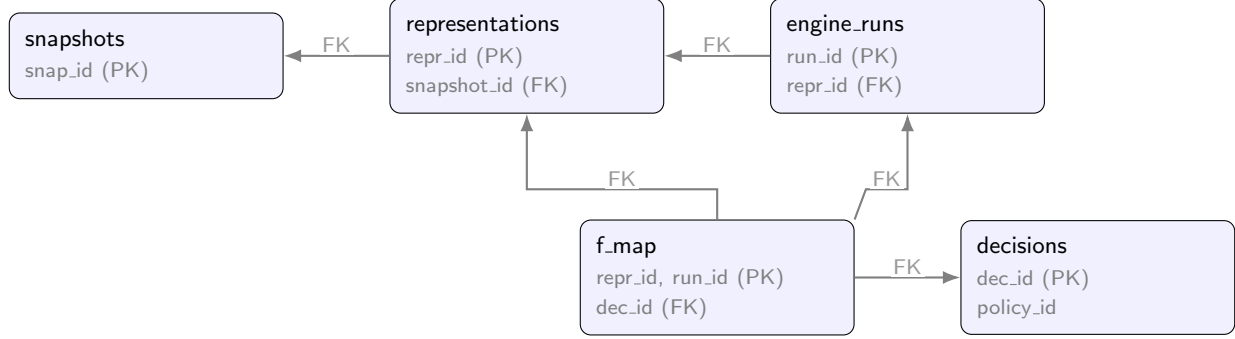 snapshots
snap_id (PK)
FK
representations
repr_id (PK)
snapshot_id (FK)
FK
engine_runs
run_id (PK)
repr_id (FK)
FK
FK
f_map
repr_id, run_id (PK)
dec_id (FK)
FK
decisions
dec_id (PK)
policy_id